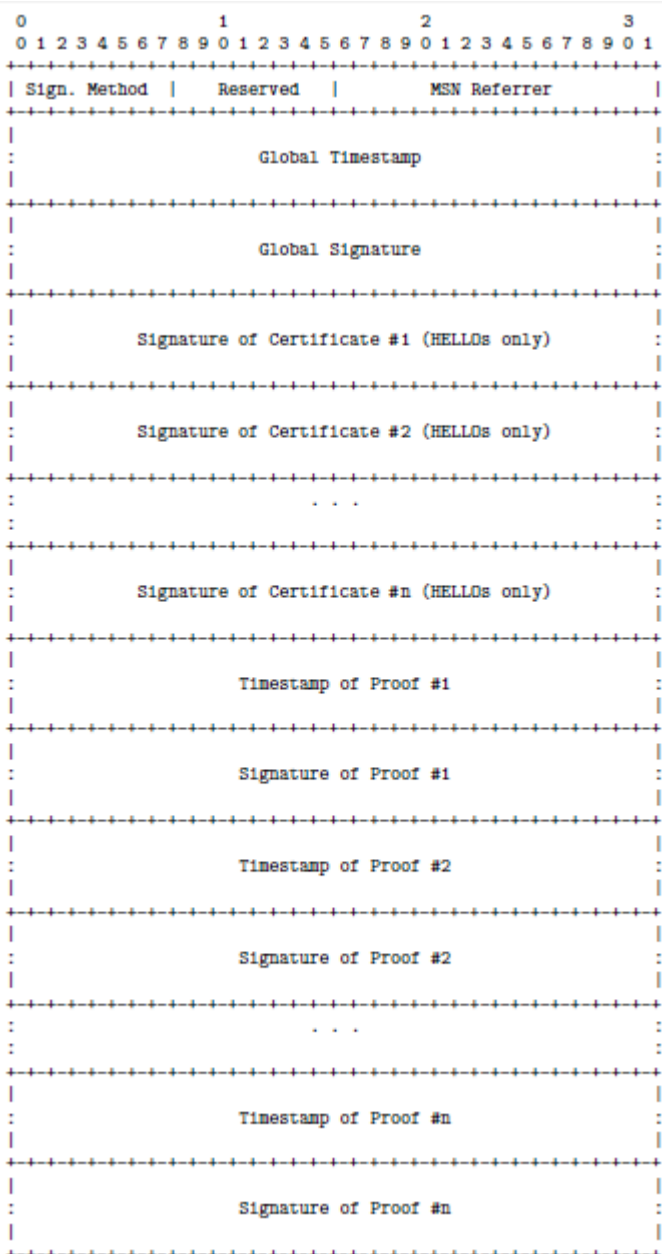 0                   1                   2                   3
0 1 2 3 4 5 6 7 8 9 0 1 2 3 4 5 6 7 8 9 0 1 2 3 4 5 6 7 8 9 0 1
| Sign. Method | Reserved | MSN Referrer |
Global Timestamp
Global Signature
Signature of Certificate #1 (HELLOs only)
Signature of Certificate #2 (HELLOs only)
. . .
Signature of Certificate #n (HELLOs only)
Timestamp of Proof #1
Signature of Proof #1
Timestamp of Proof #2
Signature of Proof #2
. . .
Timestamp of Proof #n
Signature of Proof #n